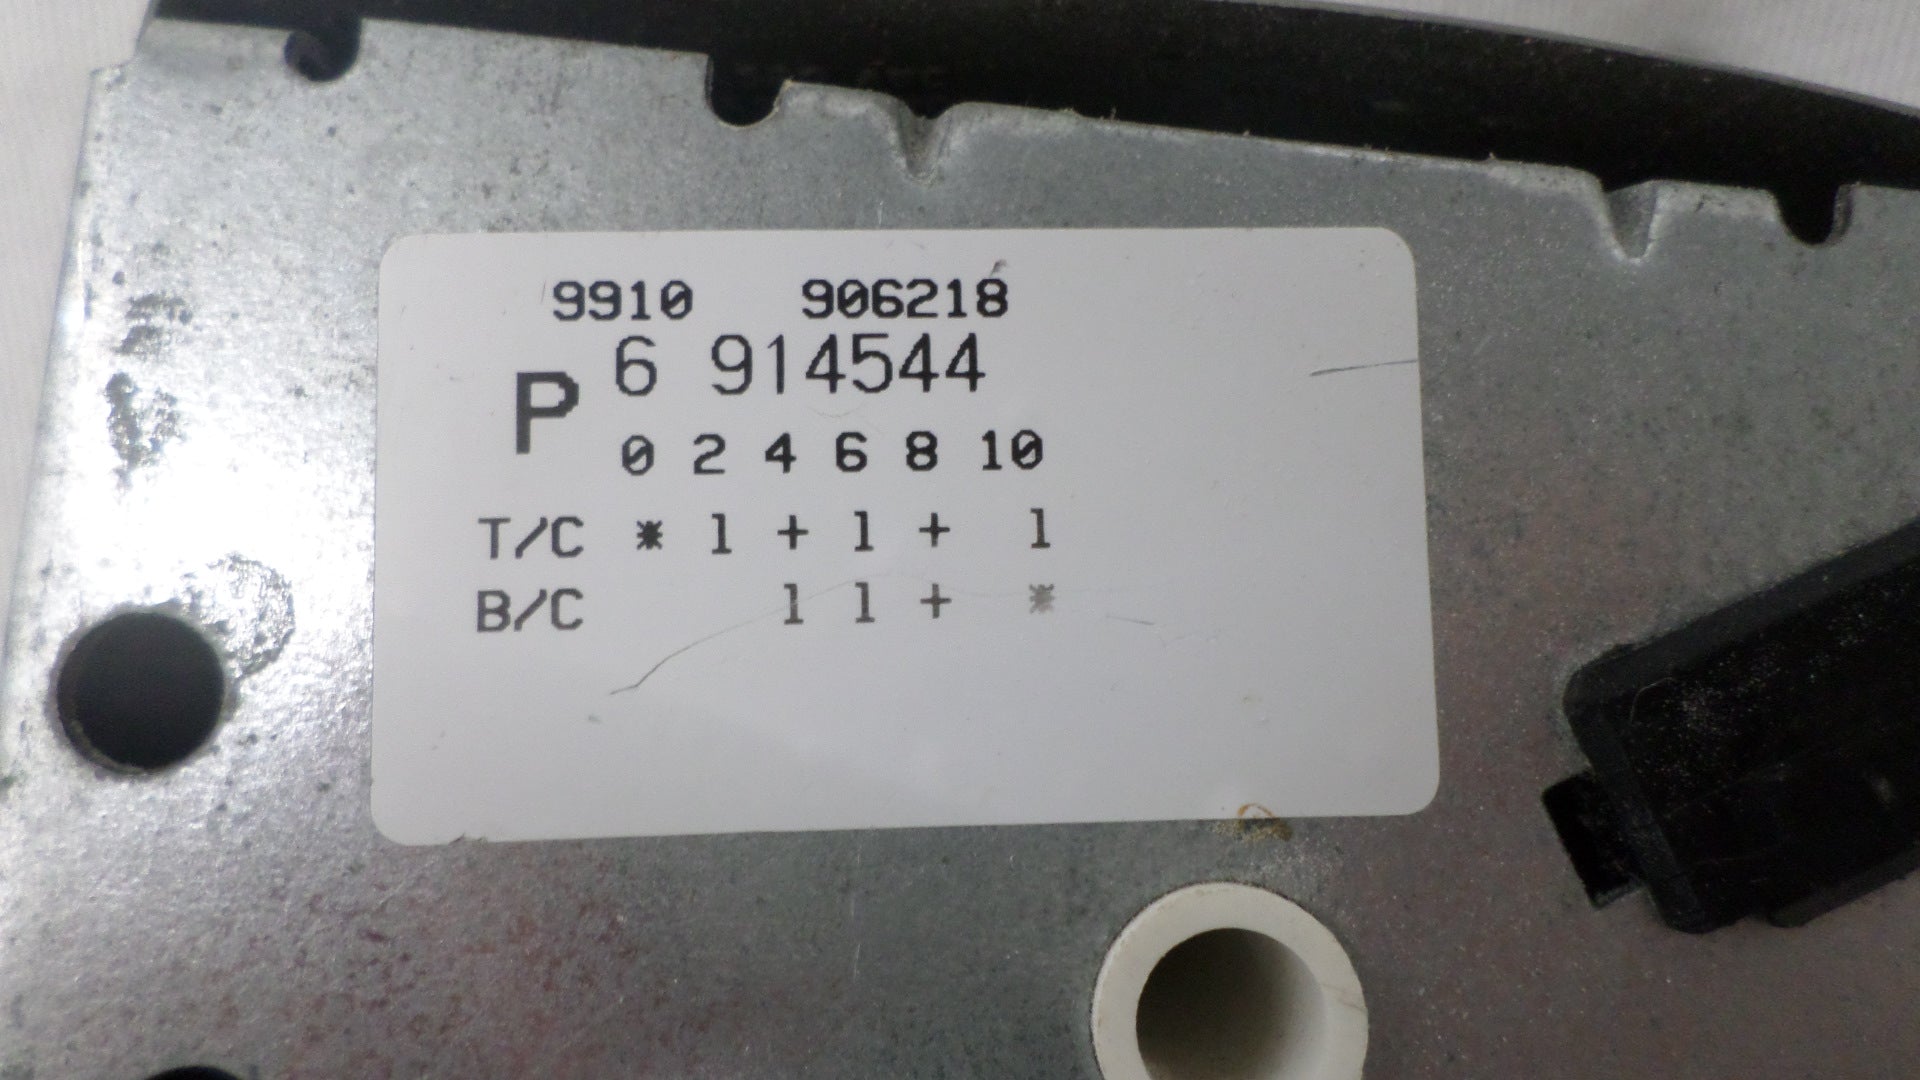 9910 906218
P 6 914544
0 2 4 6 8 10
T/C * 1 + 1 + 1
B/C 1 1 + *